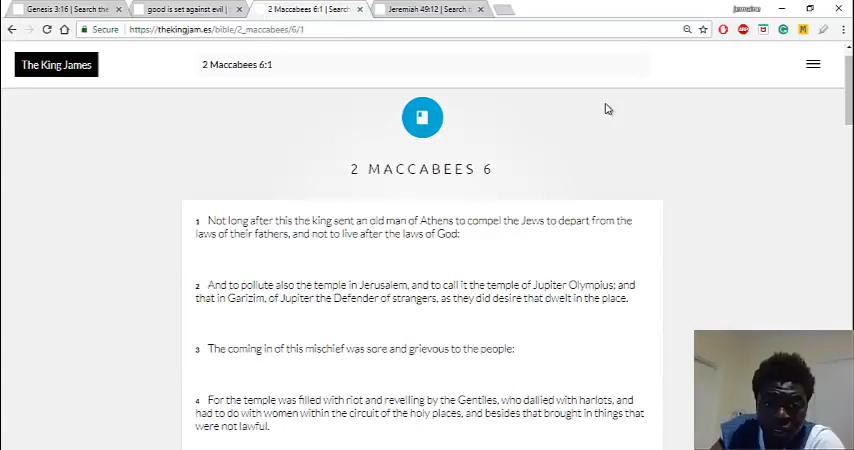 Genesis 3:16 | Search the
good is set against evil |
2 Maccabees 6:1 | Search
Jeremiah 49:12 | Search t
jermaine
Secure https://thekingjam.es/bible/2_maccabees/6/1
The King James
2 Maccabees 6:1
2 MACCABEES 6
1 Not long after this the king sent an old man of Athens to compel the Jews to depart from the
laws of their fathers, and not to live after the laws of God:
2 And to pollute also the temple in Jerusalem, and to call it the temple of Jupiter Olympius; and
that in Garizim, of Jupiter the Defender of strangers, as they did desire that dwelt in the place.
3 The coming in of this mischief was sore and grievous to the people:
4 For the temple was filled with riot and revelling by the Gentiles, who dallied with harlots, and
had to do with women within the circuit of the holy places, and besides that brought in things that
were not lawful.